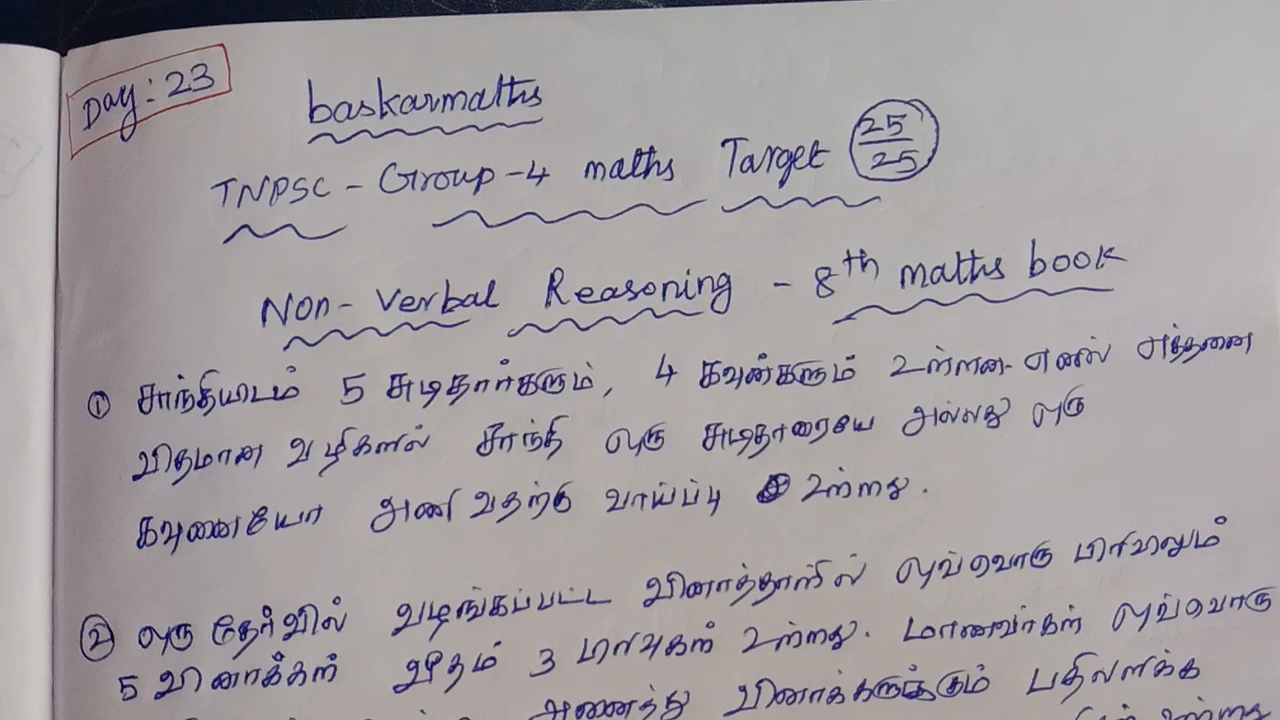 Day: 23
baskarmaths
TNPSC - Group - 4 maths Target 25/25
Non-Verbal Reasoning - 8th maths book
① சாந்தியிடம் 5 சுடிதார்களும், 4 கவுன்களும் உள்ளன. எனில் எத்தனை
விதமான வழிகளில் சாந்தி ஒரு சுடிதாரையே அல்லது ஒரு
கவுனையோ அணிவதற்கு வாய்ப்பு உள்ளது.
② ஒரு தேர்வில் வழங்கப்பட்ட வினாத்தாளில் ஒவ்வொரு பிரிவிலும்
5 வினாக்கள் வீதம் 3 பிரிவுகள் உள்ளது. மாணவர்கள் ஒவ்வொரு
அணைத்து வினாக்களுக்கும் பதிலளிக்க
உள்ளது